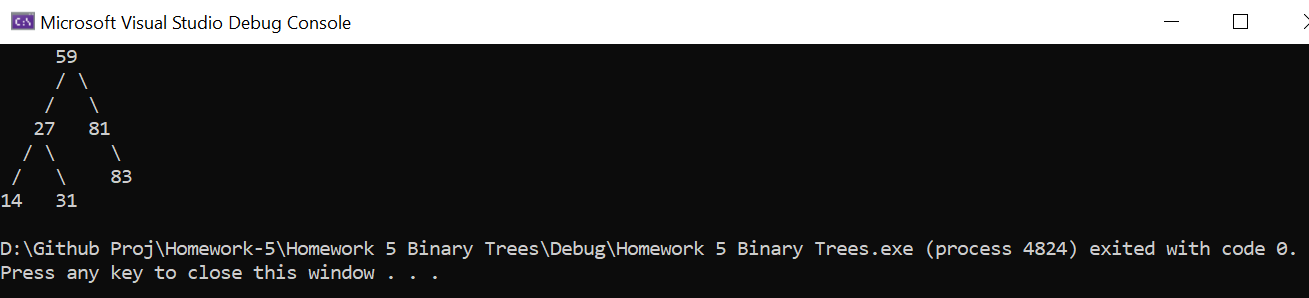 Microsoft Visual Studio Debug Console
     59
     / \
    /   \
   27   81
  / \     \
 /   \    83
14   31

D:\Github Proj\Homework-5\Homework 5 Binary Trees\Debug\Homework 5 Binary Trees.exe (process 4824) exited with code 0.
Press any key to close this window . . .